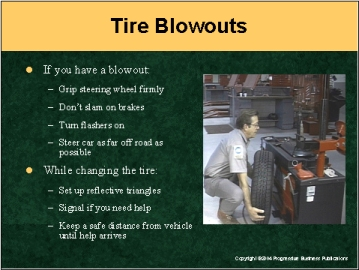 Tire Blowouts
If you have a blowout:
– Grip steering wheel firmly
– Don't slam on brakes
– Turn flashers on
– Steer car as far off road as
possible
While changing the tire:
– Set up reflective triangles
– Signal if you need help
– Keep a safe distance from vehicle
until help arrives
Copyright ©2004 Progressive Business Publications